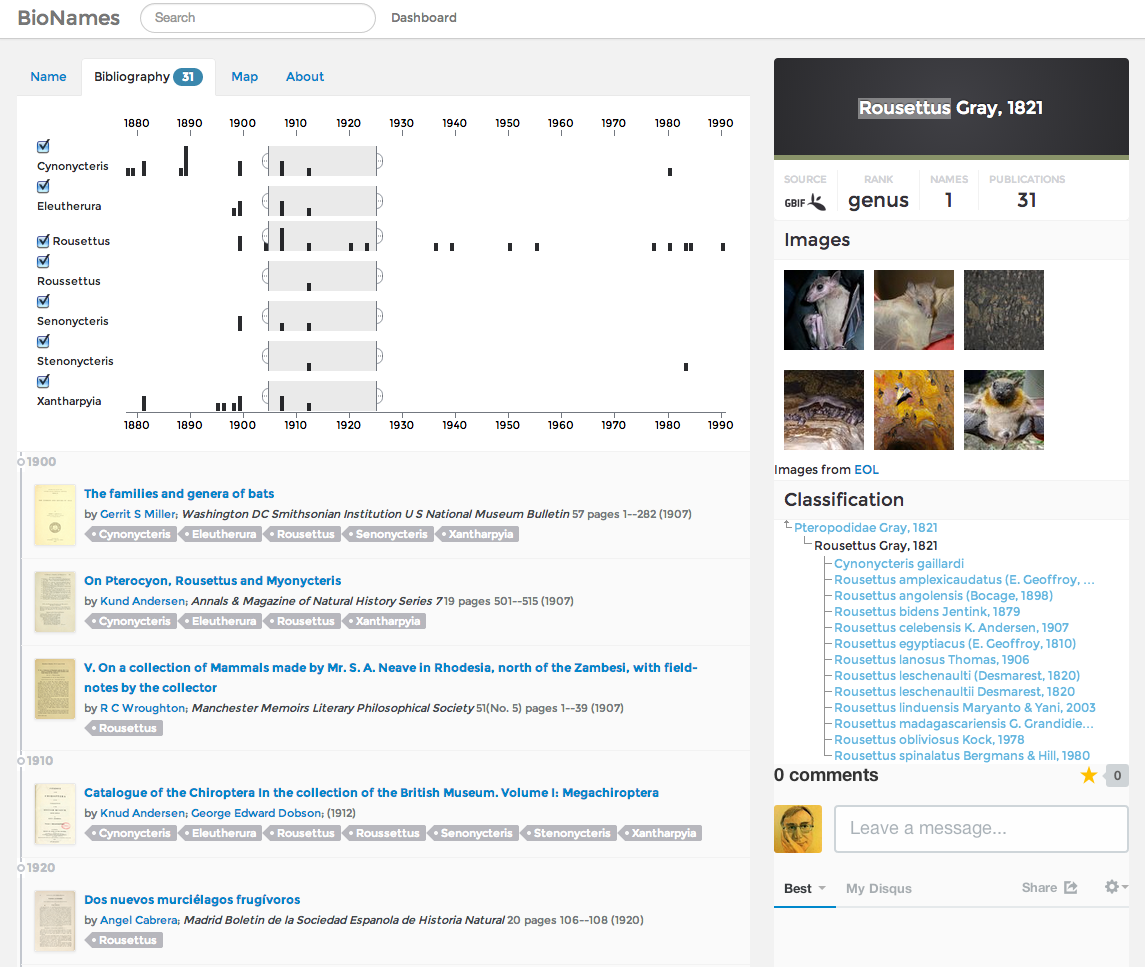 BioNames
Search
Dashboard
Name
Bibliography 31
Map
About
1880 1890 1900 1910 1920 1930 1940 1950 1960 1970 1980 1990
Cynonycteris
Eleutherura
Rousettus
Roussettus
Senonycteris
Stenonycteris
Xantharpyia
1880 1890 1900 1910 1920 1930 1940 1950 1960 1970 1980 1990
1900
The families and genera of bats
by Gerrit S Miller; Washington DC Smithsonian Institution U S National Museum Bulletin 57 pages 1--282 (1907)
• Cynonycteris • Eleutherura • Rousettus • Senonycteris • Xantharpyia
On Pterocyon, Rousettus and Myonycteris
by Kund Andersen; Annals & Magazine of Natural History Series 7 19 pages 501--515 (1907)
• Cynonycteris • Eleutherura • Rousettus • Xantharpyia
V. On a collection of Mammals made by Mr. S. A. Neave in Rhodesia, north of the Zambesi, with field-
notes by the collector
by R C Wroughton; Manchester Memoirs Literary Philosophical Society 51(No. 5) pages 1--39 (1907)
• Rousettus
1910
Catalogue of the Chiroptera In the collection of the British Museum. Volume I: Megachiroptera
by Knud Andersen; George Edward Dobson; (1912)
• Cynonycteris • Eleutherura • Rousettus • Roussettus • Senonycteris • Stenonycteris • Xantharpyia
1920
Dos nuevos murciélagos frugívoros
by Angel Cabrera; Madrid Boletin de la Sociedad Espanola de Historia Natural 20 pages 106--108 (1920)
• Rousettus
Rousettus Gray, 1821
SOURCE RANK NAMES PUBLICATIONS
GBIF genus 1 31
Images
Images from EOL
Classification
Pteropodidae Gray, 1821
Rousettus Gray, 1821
Cynonycteris gaillardi
Rousettus amplexicaudatus (E. Geoffroy, ...
Rousettus angolensis (Bocage, 1898)
Rousettus bidens Jentink, 1879
Rousettus celebensis K. Andersen, 1907
Rousettus egyptiacus (E. Geoffroy, 1810)
Rousettus lanosus Thomas, 1906
Rousettus leschenaulti (Desmarest, 1820)
Rousettus leschenaultii Desmarest, 1820
Rousettus linduensis Maryanto & Yani, 2003
Rousettus madagascariensis G. Grandidie...
Rousettus obliviosus Kock, 1978
Rousettus spinalatus Bergmans & Hill, 1980
0 comments
0
Leave a message...
Best
My Disqus
Share